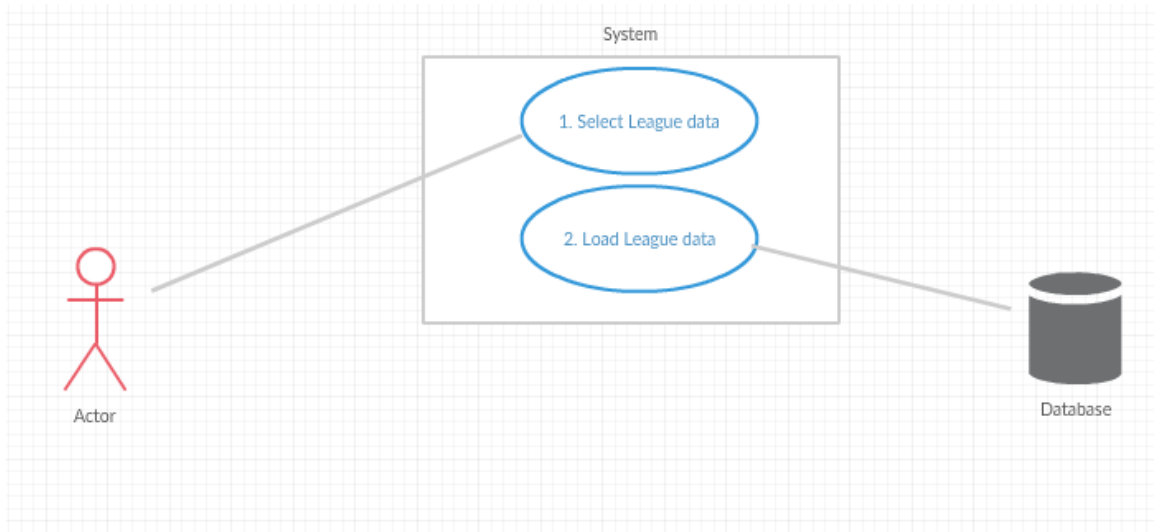 System
1. Select League data
2. Load League data
Actor
Database